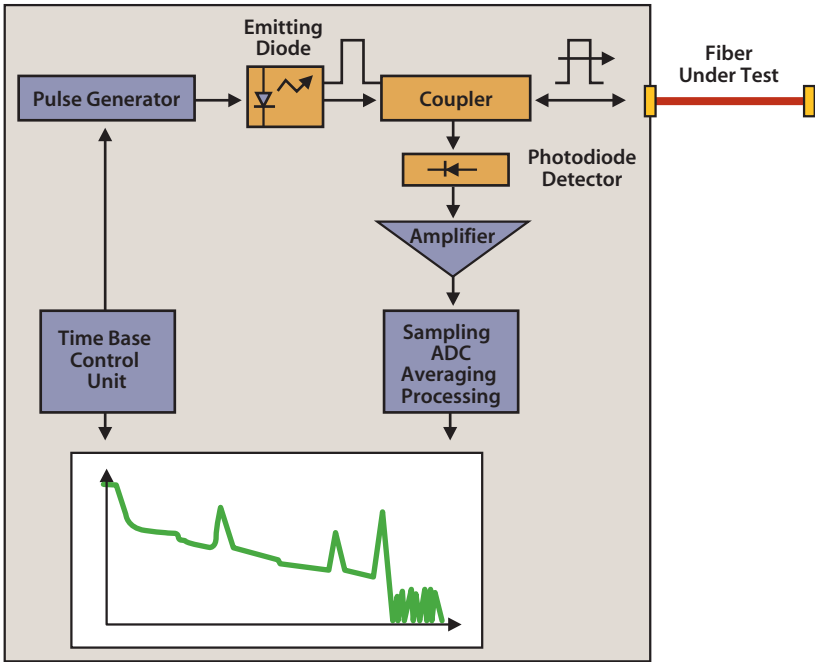 Emitting
Diode
Fiber
Under Test
Pulse Generator
Coupler
Photodiode
Detector
Amplifier
Time Base
Control
Unit
Sampling
ADC
Averaging
Processing